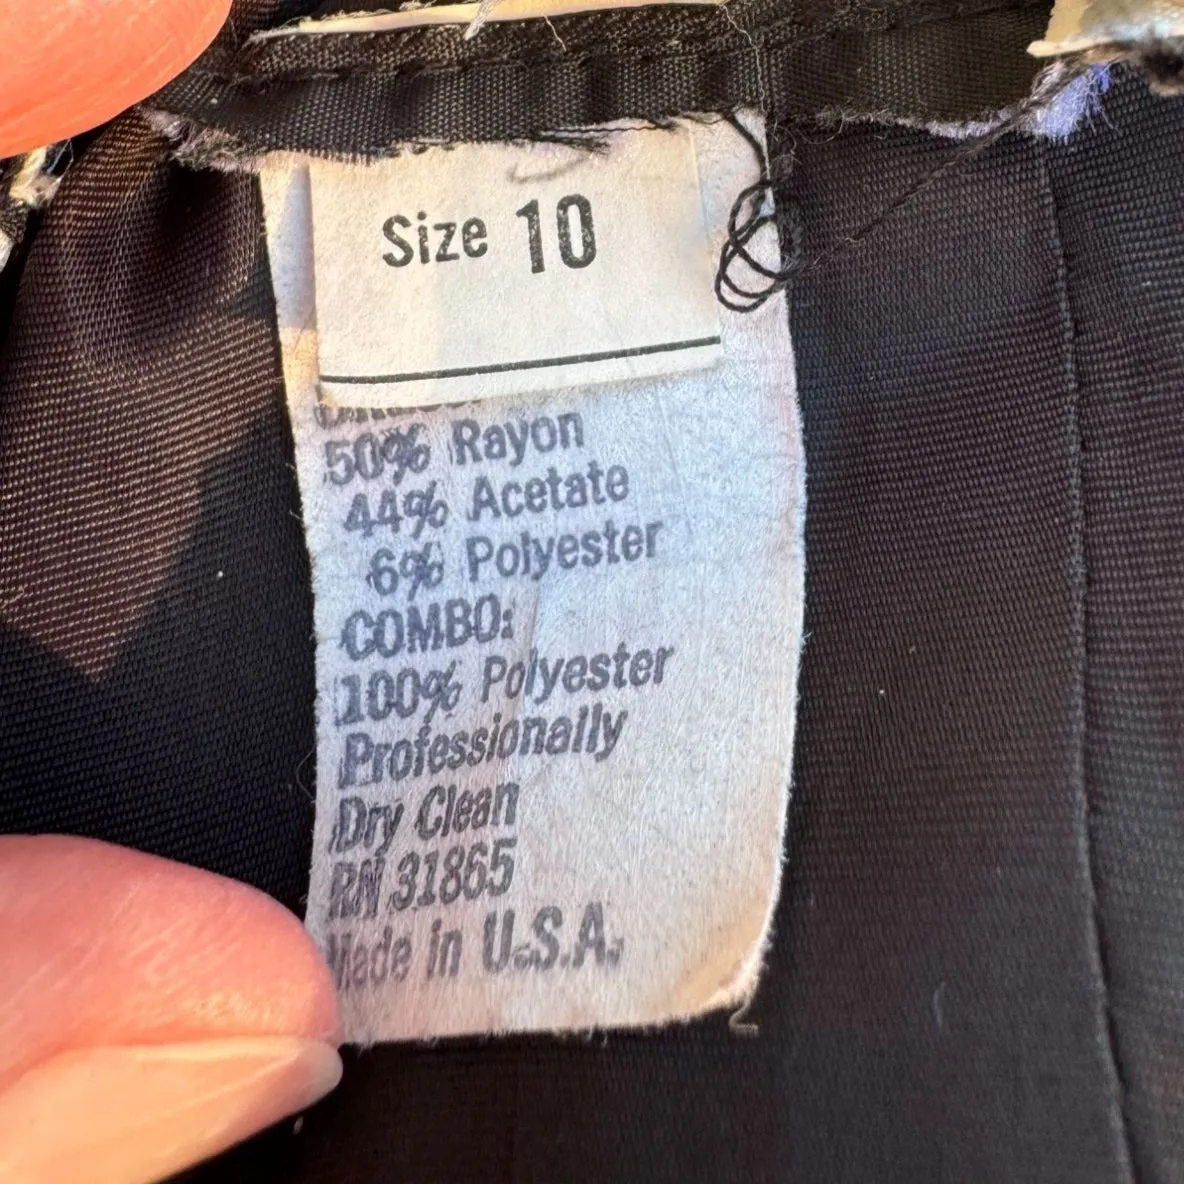 Size 10
50% Rayon
44% Acetate
6% Polyester
COMBO:
100% Polyester
Professionally
Dry Clean
RN 31865
Made in U.S.A.